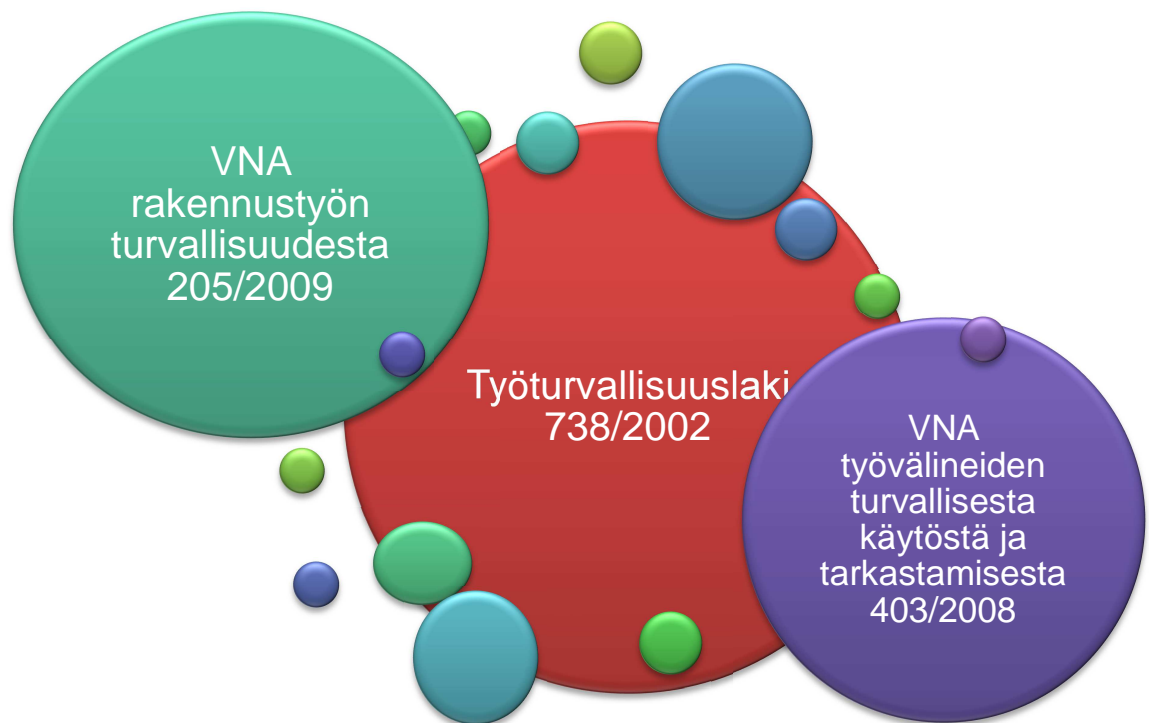 VNA
rakennustyön
turvallisuudesta
205/2009
Työturvallisuuslaki
738/2002
VNA
työvälineiden
turvallisesta
käytöstä ja
tarkastamisesta
403/2008